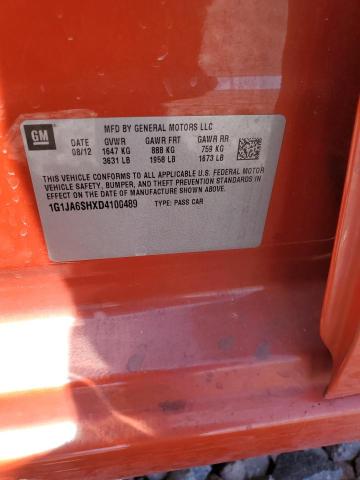 GM
MFD BY GENERAL MOTORS LLC
DATE GVWR GAWR FRT GAWR RR
08/12 1647 KG 888 KG 759 KG
3631 LB 1958 LB 1673 LB
THIS VEHICLE CONFORMS TO ALL APPLICABLE U.S. FEDERAL MOTOR
VEHICLE SAFETY, BUMPER, AND THEFT PREVENTION STANDARDS IN
EFFECT ON THE DATE OF MANUFACTURE SHOWN ABOVE.
1G1JA6SHXD4100489 TYPE: PASS CAR